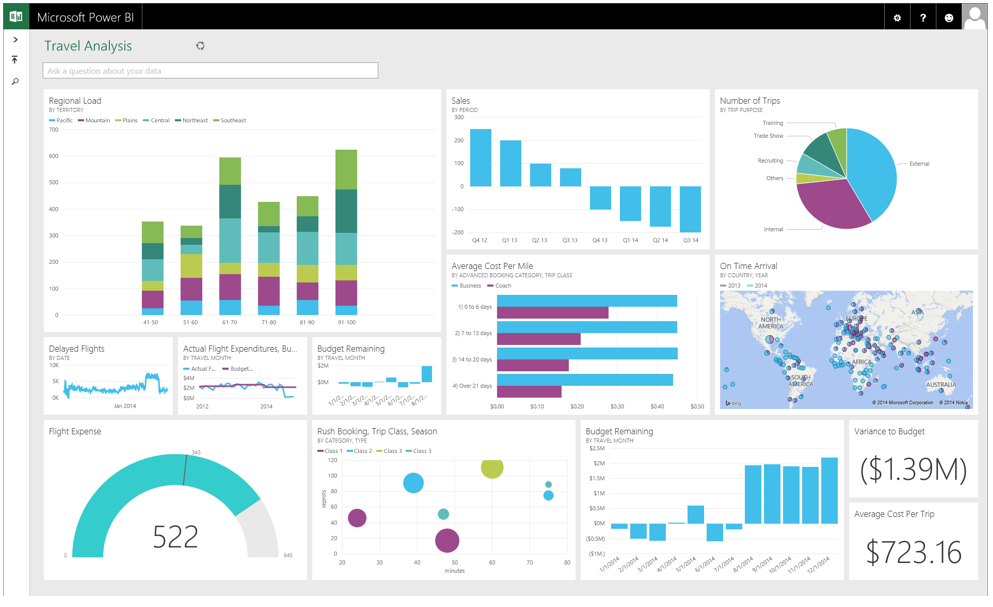 Microsoft Power BI
Travel Analysis
Ask a question about your data
Regional Load
BY TERRITORY
Pacific Mountain Plains Central Northeast Southeast
700
600
500
400
300
200
100
0
41-50 51-60 61-70 71-80 81-90 91-100
Sales
BY PERIOD
300
200
100
0
-100
-200
Q4 12 Q1 13 Q2 13 Q3 13 Q4 13 Q1 14 Q2 14 Q3 14
Number of Trips
BY TRIP PURPOSE
Training
Trade Show
Recruiting
Others
Internal
External
Average Cost Per Mile
BY ADVANCED BOOKING CATEGORY, TRIP CLASS
Business Coach
1) 0 to 6 days
2) 7 to 13 days
3) 14 to 20 days
4) Over 21 days
$0.00 $0.10 $0.20 $0.30 $0.40 $0.50
On Time Arrival
BY COUNTRY, YEAR
2013 2014
NORTH
AMERICA
EUROPE
ASIA
AFRICA
SOUTH
AMERICA
AUSTRALIA
bing
© 2014 Microsoft Corporation © 2014 Nokia
Delayed Flights
BY DATE
10K
5K
0K
Jan 2014
Actual Flight Expenditures, Bu...
BY TRAVEL MONTH
Actual F... Budget...
$4M
$2M
$0M
2012 2014
Budget Remaining
BY TRAVEL MONTH
$2M
$0M
Flight Expense
345
522
0
645
Rush Booking, Trip Class, Season
BY CATEGORY, TYPE
Class 1 Class 2 Class 3 Class 3
120
100
80
60
40
20
0
20 30 40 50 60 70 80
minutes
Budget Remaining
BY TRAVEL MONTH
$2.5M
$2M
$1.5M
$1M
$0.5M
$0M
($0.5M)
($1M)
1/1/2014 2/1/2014 3/1/2014 4/1/2014 5/1/2014 6/1/2014 7/1/2014 8/1/2014 9/1/2014 10/1/2014 11/1/2014 12/1/2014
Variance to Budget
($1.39M)
Average Cost Per Trip
$723.16